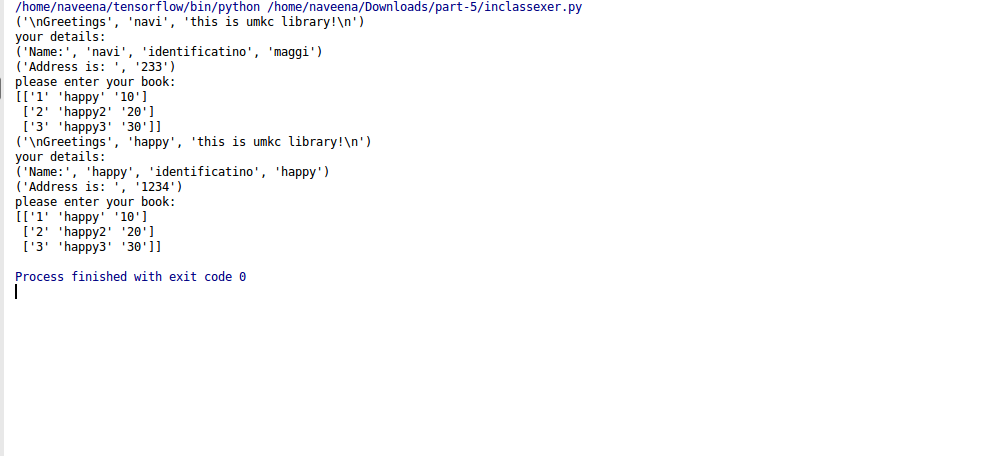 /home/naveena/tensorflow/bin/python /home/naveena/Downloads/part-5/inclassexer.py
('\nGreetings', 'navi', 'this is umkc library!\n')
your details:
('Name:', 'navi', 'identificatino', 'maggi')
('Address is: ', '233')
please enter your book:
[['1' 'happy' '10']
 ['2' 'happy2' '20']
 ['3' 'happy3' '30']]
('\nGreetings', 'happy', 'this is umkc library!\n')
your details:
('Name:', 'happy', 'identificatino', 'happy')
('Address is: ', '1234')
please enter your book:
[['1' 'happy' '10']
 ['2' 'happy2' '20']
 ['3' 'happy3' '30']]
Process finished with exit code 0